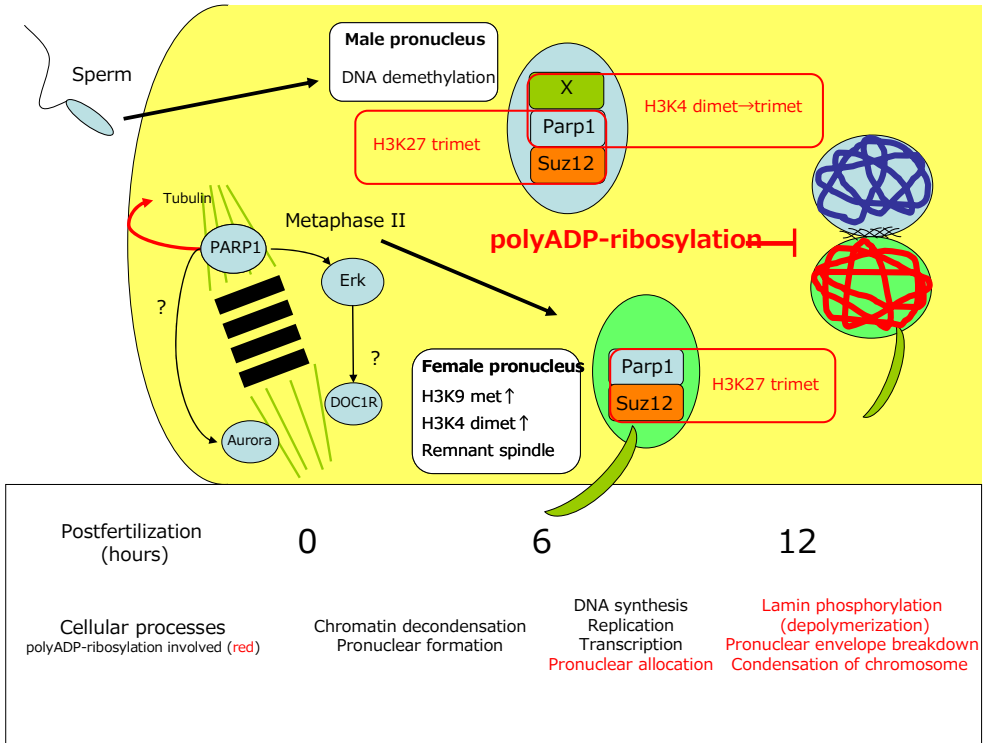 Sperm
Male pronucleus
DNA demethylation
X
Parp1
Suz12
H3K4 dimet→trimet
H3K27 trimet
Tubulin
Metaphase II
PARP1
Erk
?
?
DOC1R
Aurora
polyADP-ribosylation
Female pronucleus
H3K9 met↑
H3K4 dimet↑
Remnant spindle
Parp1
Suz12
H3K27 trimet
Postfertilization
(hours)
0
6
12
Cellular processes
polyADP-ribosylation involved (red)
Chromatin decondensation
Pronuclear formation
DNA synthesis
Replication
Transcription
Pronuclear allocation
Lamin phosphorylation
(depolymerization)
Pronuclear envelope breakdown
Condensation of chromosome